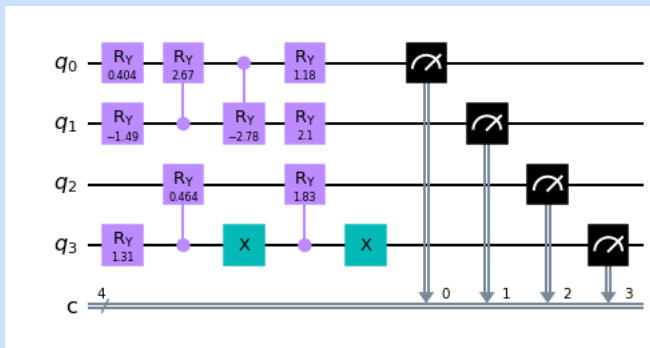 q0 RY 0.404 RY 2.67 RY 1.18
q1 RY −1.49 RY −2.78 RY 2.1
q2 RY 0.464 RY 1.83
q3 RY 1.31 X X
c 4 0 1 2 3